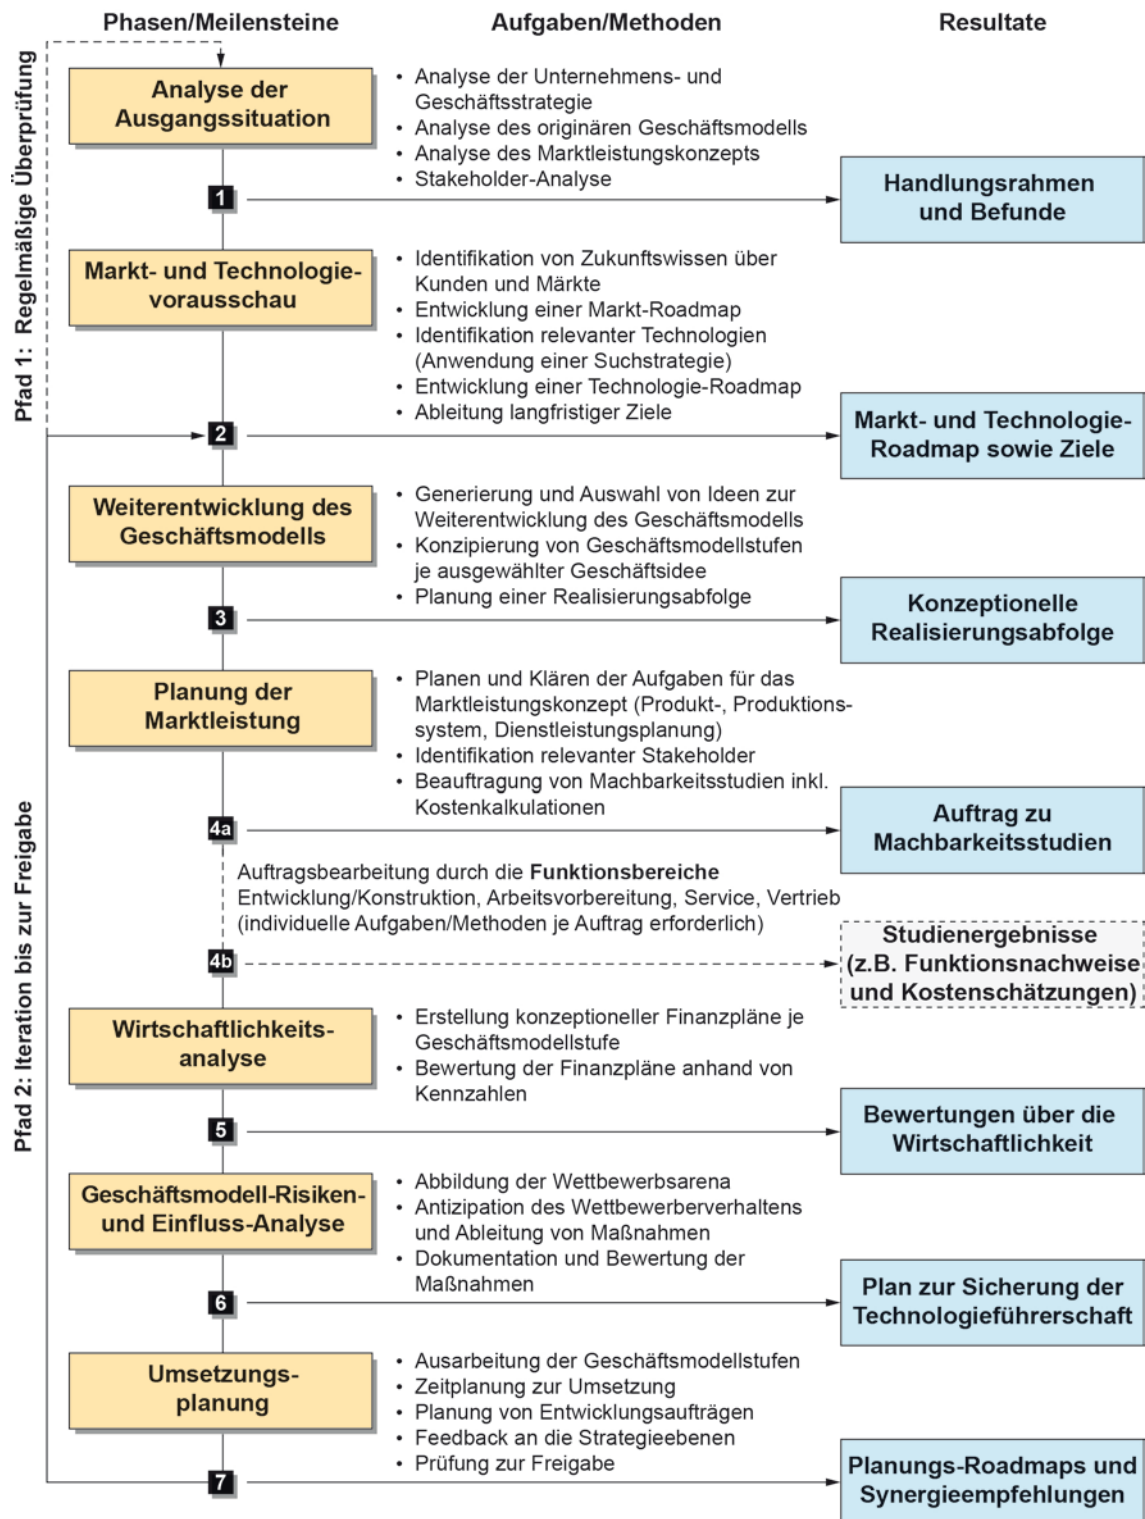 Phasen/Meilensteine
Aufgaben/Methoden
Resultate
Pfad 1: Regelmäßige Überprüfung
Analyse der
Ausgangssituation
• Analyse der Unternehmens- und
Geschäftsstrategie
• Analyse des originären Geschäftsmodells
• Analyse des Marktleistungskonzepts
• Stakeholder-Analyse
1
Handlungsrahmen
und Befunde
Markt- und Technologie-
vorausschau
• Identifikation von Zukunftswissen über
Kunden und Märkte
• Entwicklung einer Markt-Roadmap
• Identifikation relevanter Technologien
(Anwendung einer Suchstrategie)
• Entwicklung einer Technologie-Roadmap
• Ableitung langfristiger Ziele
2
Markt- und Technologie-
Roadmap sowie Ziele
Pfad 2: Iteration bis zur Freigabe
Weiterentwicklung des
Geschäftsmodells
• Generierung und Auswahl von Ideen zur
Weiterentwicklung des Geschäftsmodells
• Konzipierung von Geschäftsmodellstufen
je ausgewählter Geschäftsidee
• Planung einer Realisierungsabfolge
3
Konzeptionelle
Realisierungsabfolge
Planung der
Marktleistung
• Planen und Klären der Aufgaben für das
Marktleistungskonzept (Produkt-, Produktions-
system, Dienstleistungsplanung)
• Identifikation relevanter Stakeholder
• Beauftragung von Machbarkeitsstudien inkl.
Kostenkalkulationen
4a
Auftrag zu
Machbarkeitsstudien
Auftragsbearbeitung durch die Funktionsbereiche
Entwicklung/Konstruktion, Arbeitsvorbereitung, Service, Vertrieb
(individuelle Aufgaben/Methoden je Auftrag erforderlich)
4b
Studienergebnisse
(z.B. Funktionsnachweise
und Kostenschätzungen)
Wirtschaftlichkeits-
analyse
• Erstellung konzeptioneller Finanzpläne je
Geschäftsmodellstufe
• Bewertung der Finanzpläne anhand von
Kennzahlen
5
Bewertungen über die
Wirtschaftlichkeit
Geschäftsmodell-Risiken-
und Einfluss-Analyse
• Abbildung der Wettbewerbsarena
• Antizipation des Wettbewerberverhaltens
und Ableitung von Maßnahmen
• Dokumentation und Bewertung der
Maßnahmen
6
Plan zur Sicherung der
Technologieführerschaft
Umsetzungs-
planung
• Ausarbeitung der Geschäftsmodellstufen
• Zeitplanung zur Umsetzung
• Planung von Entwicklungsaufträgen
• Feedback an die Strategieebenen
• Prüfung zur Freigabe
7
Planungs-Roadmaps und
Synergieempfehlungen